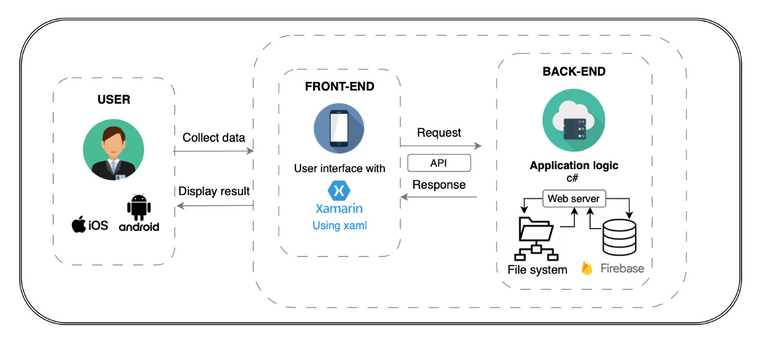 USER
iOS
android
Collect data
Display result
FRONT-END
User interface with
Xamarin
Using xaml
Request
API
Response
BACK-END
Application logic
c#
Web server
File system
Firebase